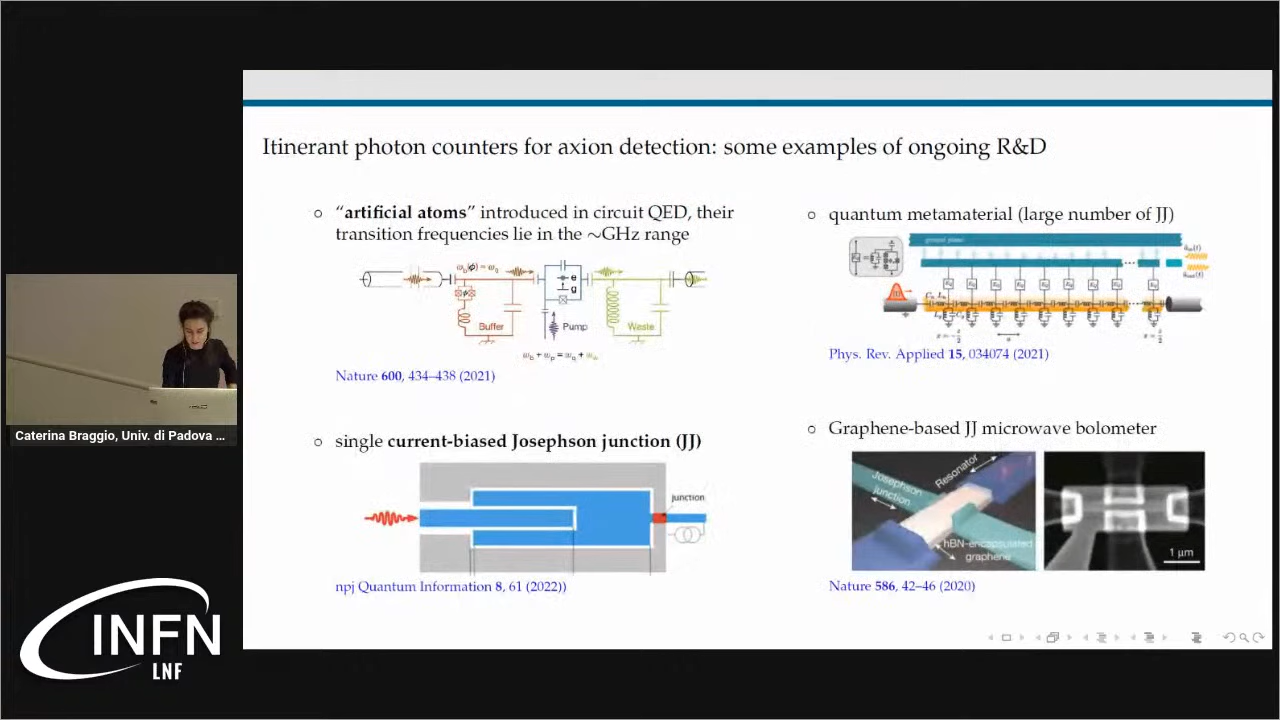 Itinerant photon counters for axion detection: some examples of ongoing R&D
○ “artificial atoms” introduced in circuit QED, their
transition frequencies lie in the ∼GHz range
Buffer
e
g
Pump
Waste
Nature 600, 434–438 (2021)
○ single current-biased Josephson junction (JJ)
junction
npj Quantum Information 8, 61 (2022))
○ quantum metamaterial (large number of JJ)
ground plane
Phys. Rev. Applied 15, 034074 (2021)
○ Graphene-based JJ microwave bolometer
Josephson
junction
Resonator
hBN-encapsulated
graphene
1 μm
Nature 586, 42–46 (2020)
Caterina Braggio, Univ. di Padova ...
INFN
LNF